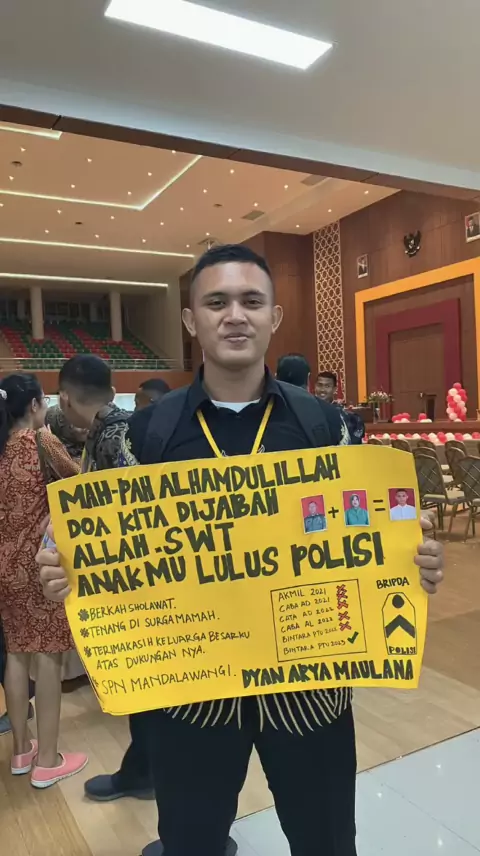 MAH-PAH ALHAMDULILLAH
DOA KITA DIJABAH
ALLAH.SWT
ANAKMU LULUS POLISI
+ =
BERKAH SHOLAWAT.
TENANG DI SURGA MAMAH.
TERIMAKASIH KELUARGA BESARKU
ATAS DUKUNGAN NYA.
SPN MANDALAWANGI.
AKMIL 2021 X
CABA AD 2021 X
CATA AD 2022 X
CABA AL 2022 X
BINTARA PTU 2022 X
BINTARA PTU 2023 ✓
BRIPDA
POLISI
DYAN ARYA MAULANA